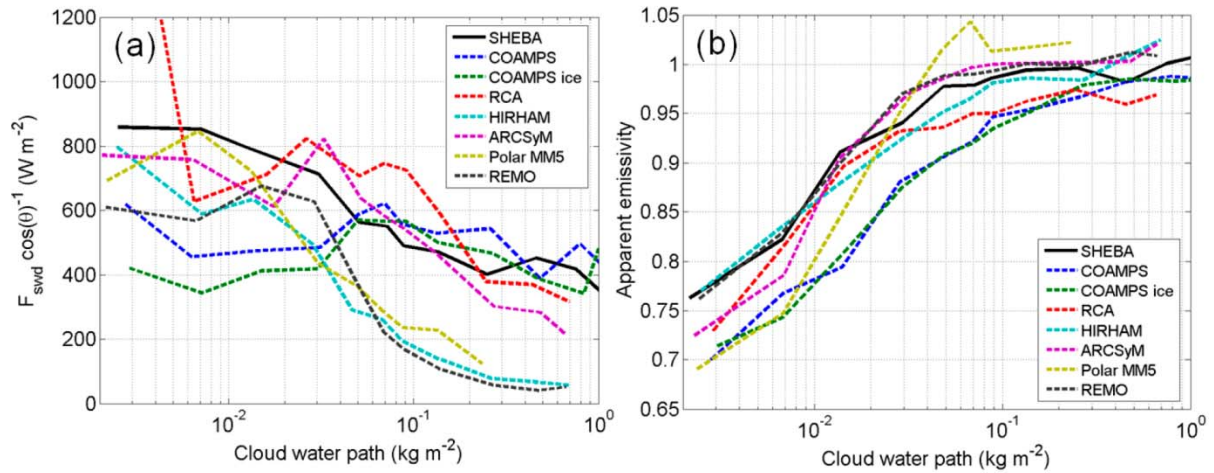 (a)
F_swd cos(θ)^-1 (W m^-2)
1200
1000
800
600
400
200
0
SHEBA
COAMPS
COAMPS ice
RCA
HIRHAM
ARCSyM
Polar MM5
REMO
10^-2
10^-1
10^0
Cloud water path (kg m^-2)
(b)
Apparent emissivity
1.05
1
0.95
0.9
0.85
0.8
0.75
0.7
0.65
SHEBA
COAMPS
COAMPS ice
RCA
HIRHAM
ARCSyM
Polar MM5
REMO
10^-2
10^-1
10^0
Cloud water path (kg m^-2)